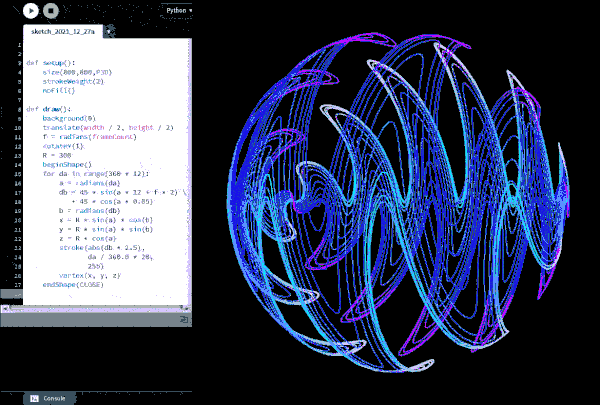 Python
sketch_2021_12_27a
1
2
3 def setup():
4 size(800,800,P3D)
5 strokeWeight(2)
6 noFill()
7
8 def draw():
9 background(0)
10 translate(width / 2, height / 2)
11 f = radians(frameCount)
12 rotateY(1)
13 R = 300
14 beginShape()
15 for da in range(360 * 12):
16 a = radians(da)
17 db = 45 * sin(a * 12 + f * 2) \
18 + 45 * cos(a * 0.05)
19 b = radians(db)
20 x = R * sin(a) * cos(b)
21 y = R * sin(a) * sin(b)
22 z = R * cos(a)
23 stroke(abs(db * 2.5),
24 da / 360.0 * 20,
25 255)
26 vertex(x, y, z)
27 endShape(CLOSE)
Console